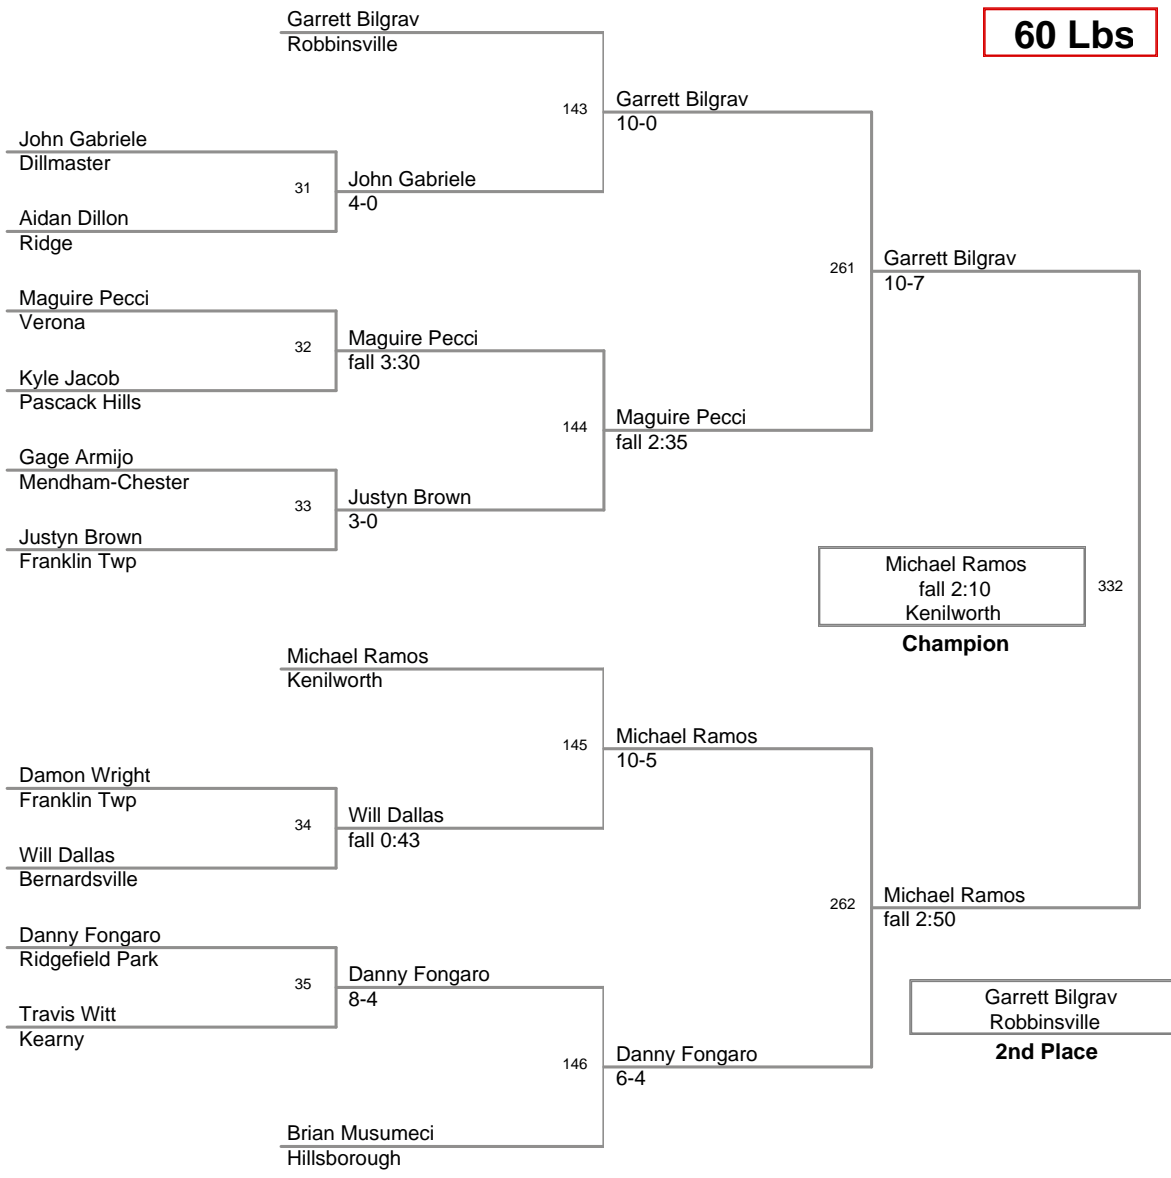 Garrett Bilgrav
Robbinsville
60 Lbs
143
Garrett Bilgrav
10-0
John Gabriele
Dillmaster
31
John Gabriele
4-0
Aidan Dillon
Ridge
261
Garrett Bilgrav
10-7
Maguire Pecci
Verona
32
Maguire Pecci
fall 3:30
Kyle Jacob
Pascack Hills
144
Maguire Pecci
fall 2:35
Gage Armijo
Mendham-Chester
33
Justyn Brown
3-0
Justyn Brown
Franklin Twp
Michael Ramos
fall 2:10
Kenilworth
Champion
332
Michael Ramos
Kenilworth
145
Michael Ramos
10-5
Damon Wright
Franklin Twp
34
Will Dallas
fall 0:43
Will Dallas
Bernardsville
262
Michael Ramos
fall 2:50
Danny Fongaro
Ridgefield Park
35
Danny Fongaro
8-4
Travis Witt
Kearny
Garrett Bilgrav
Robbinsville
2nd Place
146
Danny Fongaro
6-4
Brian Musumeci
Hillsborough